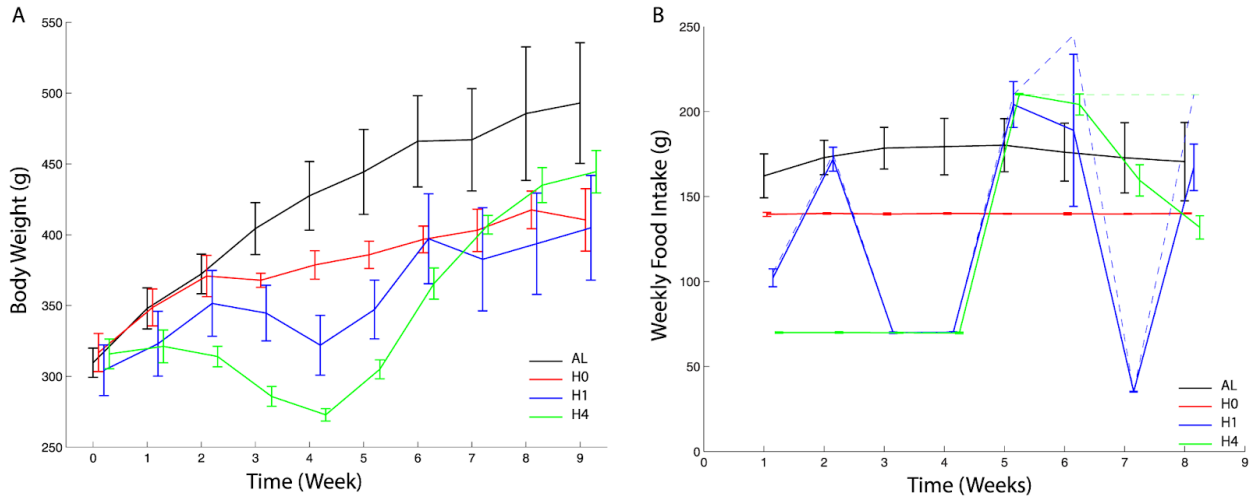 A
Body Weight (g)
550
500
450
400
350
300
250
0 1 2 3 4 5 6 7 8 9
Time (Week)
AL
H0
H1
H4
B
Weekly Food Intake (g)
250
200
150
100
50
0
0 1 2 3 4 5 6 7 8 9
Time (Weeks)
AL
H0
H1
H4